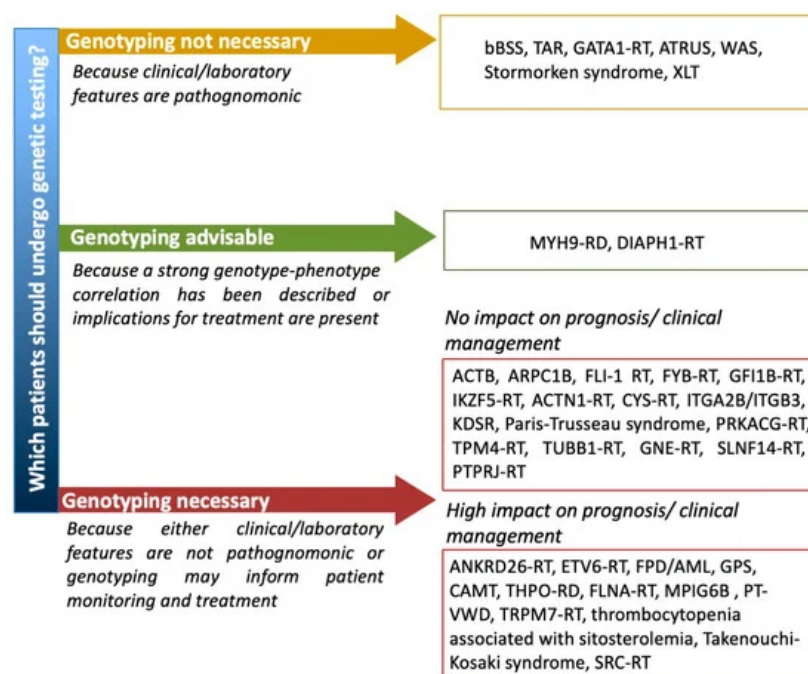 Which patients should undergo genetic testing?
Genotyping not necessary
Because clinical/laboratory
features are pathognomonic
bBSS, TAR, GATA1-RT, ATRUS, WAS,
Stormorken syndrome, XLT
Genotyping advisable
Because a strong genotype-phenotype
correlation has been described or
implications for treatment are present
MYH9-RD, DIAPH1-RT
Genotyping necessary
Because either clinical/laboratory
features are not pathognomonic or
genotyping may inform patient
monitoring and treatment
No impact on prognosis/ clinical
management
ACTB, ARPC1B, FLI-1 RT, FYB-RT, GFI1B-RT,
IKZF5-RT, ACTN1-RT, CYS-RT, ITGA2B/ITGB3,
KDSR, Paris-Trusseau syndrome, PRKACG-RT,
TPM4-RT, TUBB1-RT, GNE-RT, SLNF14-RT,
PTPRJ-RT
High impact on prognosis/ clinical
management
ANKRD26-RT, ETV6-RT, FPD/AML, GPS,
CAMT, THPO-RD, FLNA-RT, MPIG6B , PT-
VWD, TRPM7-RT, thrombocytopenia
associated with sitosterolemia, Takenouchi-
Kosaki syndrome, SRC-RT